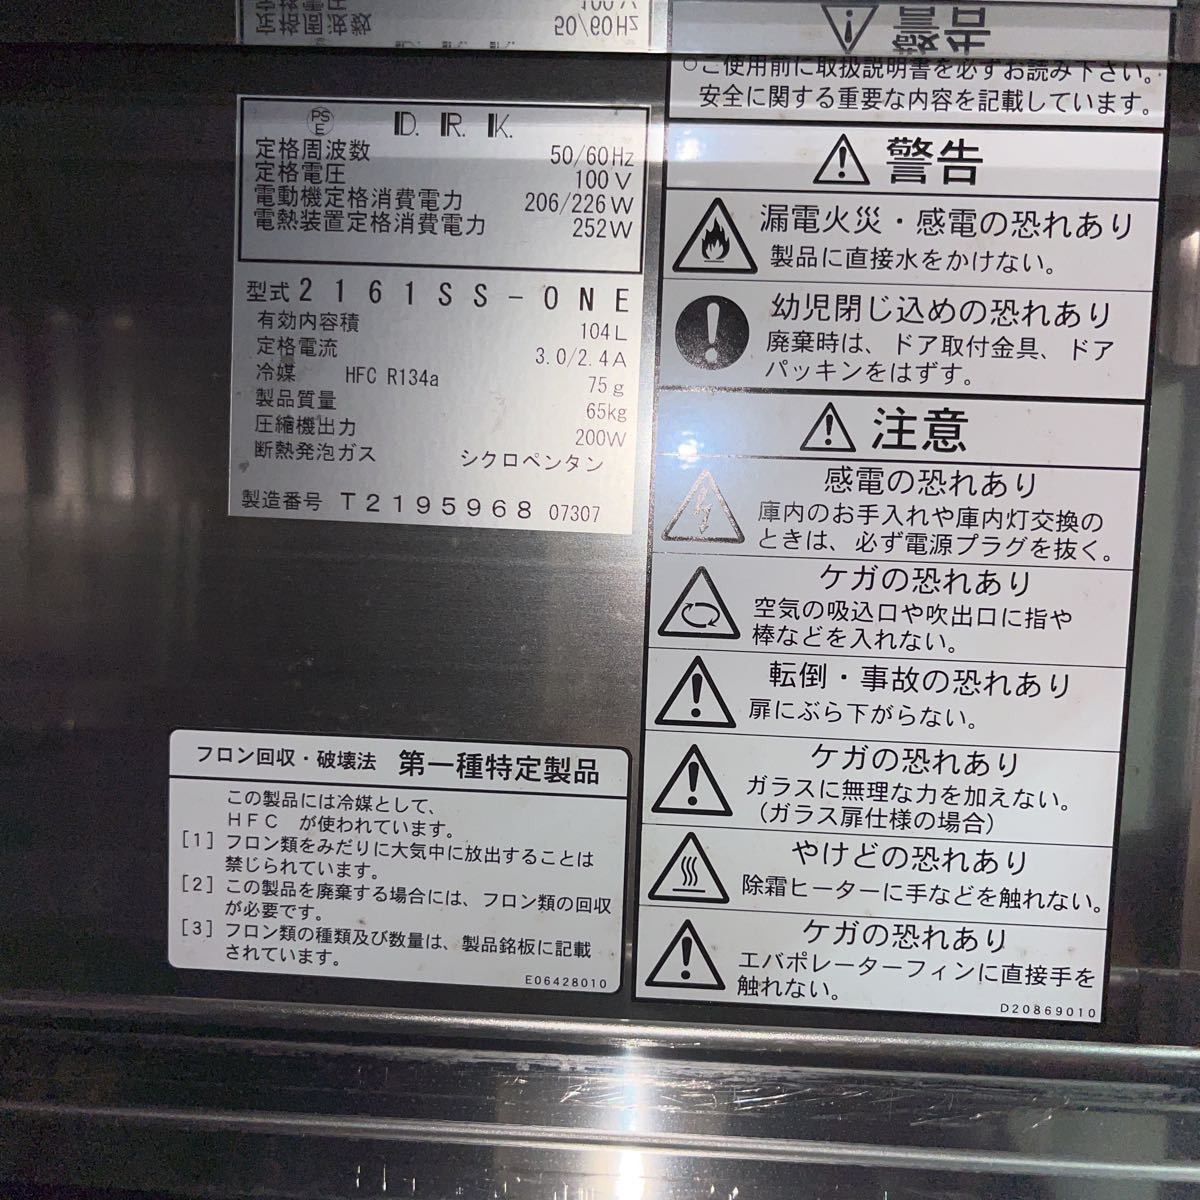 定格周波数 50/60Hz
警告
○ご使用前に取扱説明書を必ずお読み下さい。
安全に関する重要な内容を記載しています。
PS
E
D. R. K.
定格周波数 50/60Hz
定格電圧 100V
電動機定格消費電力 206/226W
電熱装置定格消費電力 252W
型式 2161SS-ONE
有効内容積 104L
定格電流 3.0/2.4A
冷媒 HFC R134a 75g
製品質量 65kg
圧縮機出力 200W
断熱発泡ガス シクロペンタン
製造番号 T2195968 07307
警告
漏電火災・感電の恐れあり
製品に直接水をかけない。
幼児閉じ込めの恐れあり
廃棄時は、ドア取付金具、ドア
パッキンをはずす。
注意
感電の恐れあり
庫内のお手入れや庫内灯交換の
ときは、必ず電源プラグを抜く。
ケガの恐れあり
空気の吸込口や吹出口に指や
棒などを入れない。
転倒・事故の恐れあり
扉にぶら下がらない。
ケガの恐れあり
ガラスに無理な力を加えない。
(ガラス扉仕様の場合)
やけどの恐れあり
除霜ヒーターに手などを触れない。
ケガの恐れあり
エバポレーターフィンに直接手を
触れない。
D20869010
フロン回収・破壊法 第一種特定製品
この製品には冷媒として、
HFC が使われています。
[1] フロン類をみだりに大気中に放出することは
禁じられています。
[2] この製品を廃棄する場合には、フロン類の回収
が必要です。
[3] フロン類の種類及び数量は、製品銘板に記載
されています。
E06428010